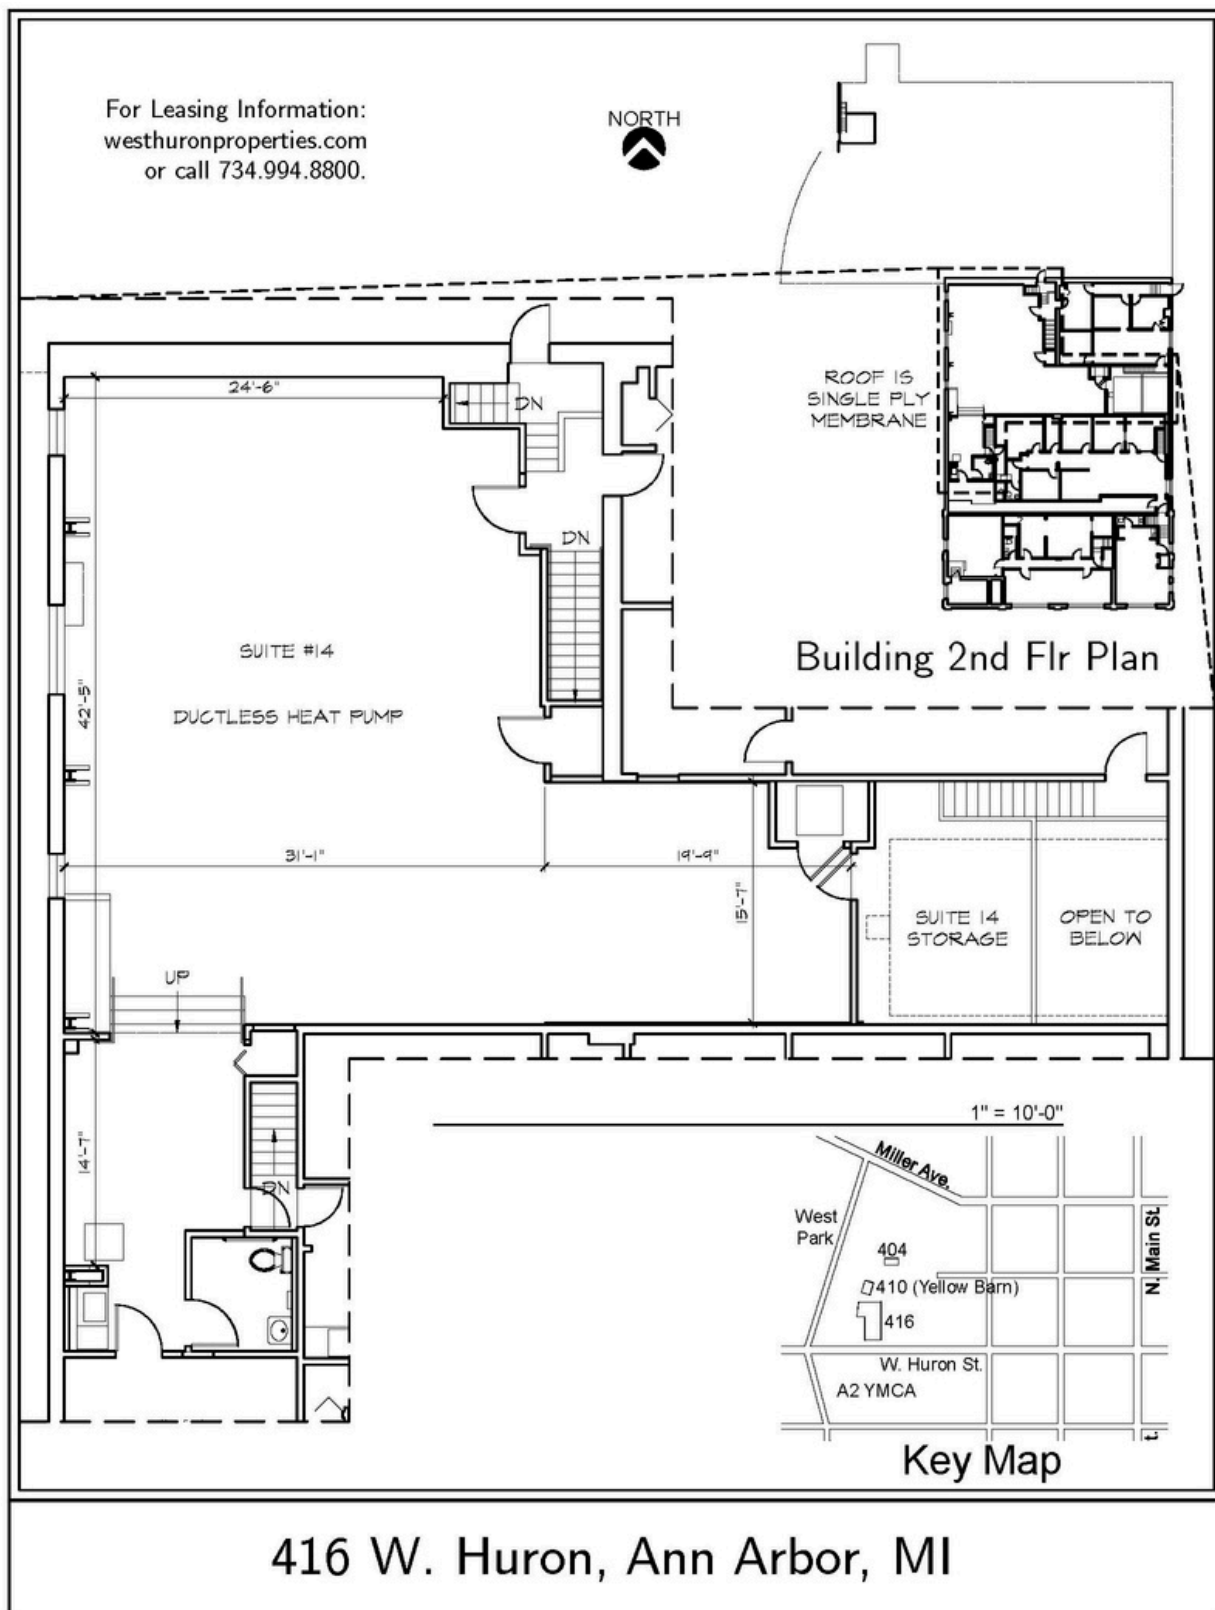 For Leasing Information:
westhuronproperties.com
or call 734.994.8800.
NORTH
ROOF IS
SINGLE PLY
MEMBRANE
24'-6"
DN
DN
SUITE #14
42'-5"
DUCTLESS HEAT PUMP
Building 2nd Flr Plan
31'-1"
19'-9"
15'-7"
SUITE 14
STORAGE
OPEN TO
BELOW
UP
14'-7"
DN
1" = 10'-0"
Miller Ave.
West
Park
N. Main St.
404
410 (Yellow Barn)
416
W. Huron St.
A2 YMCA
t.
Key Map
416 W. Huron, Ann Arbor, MI